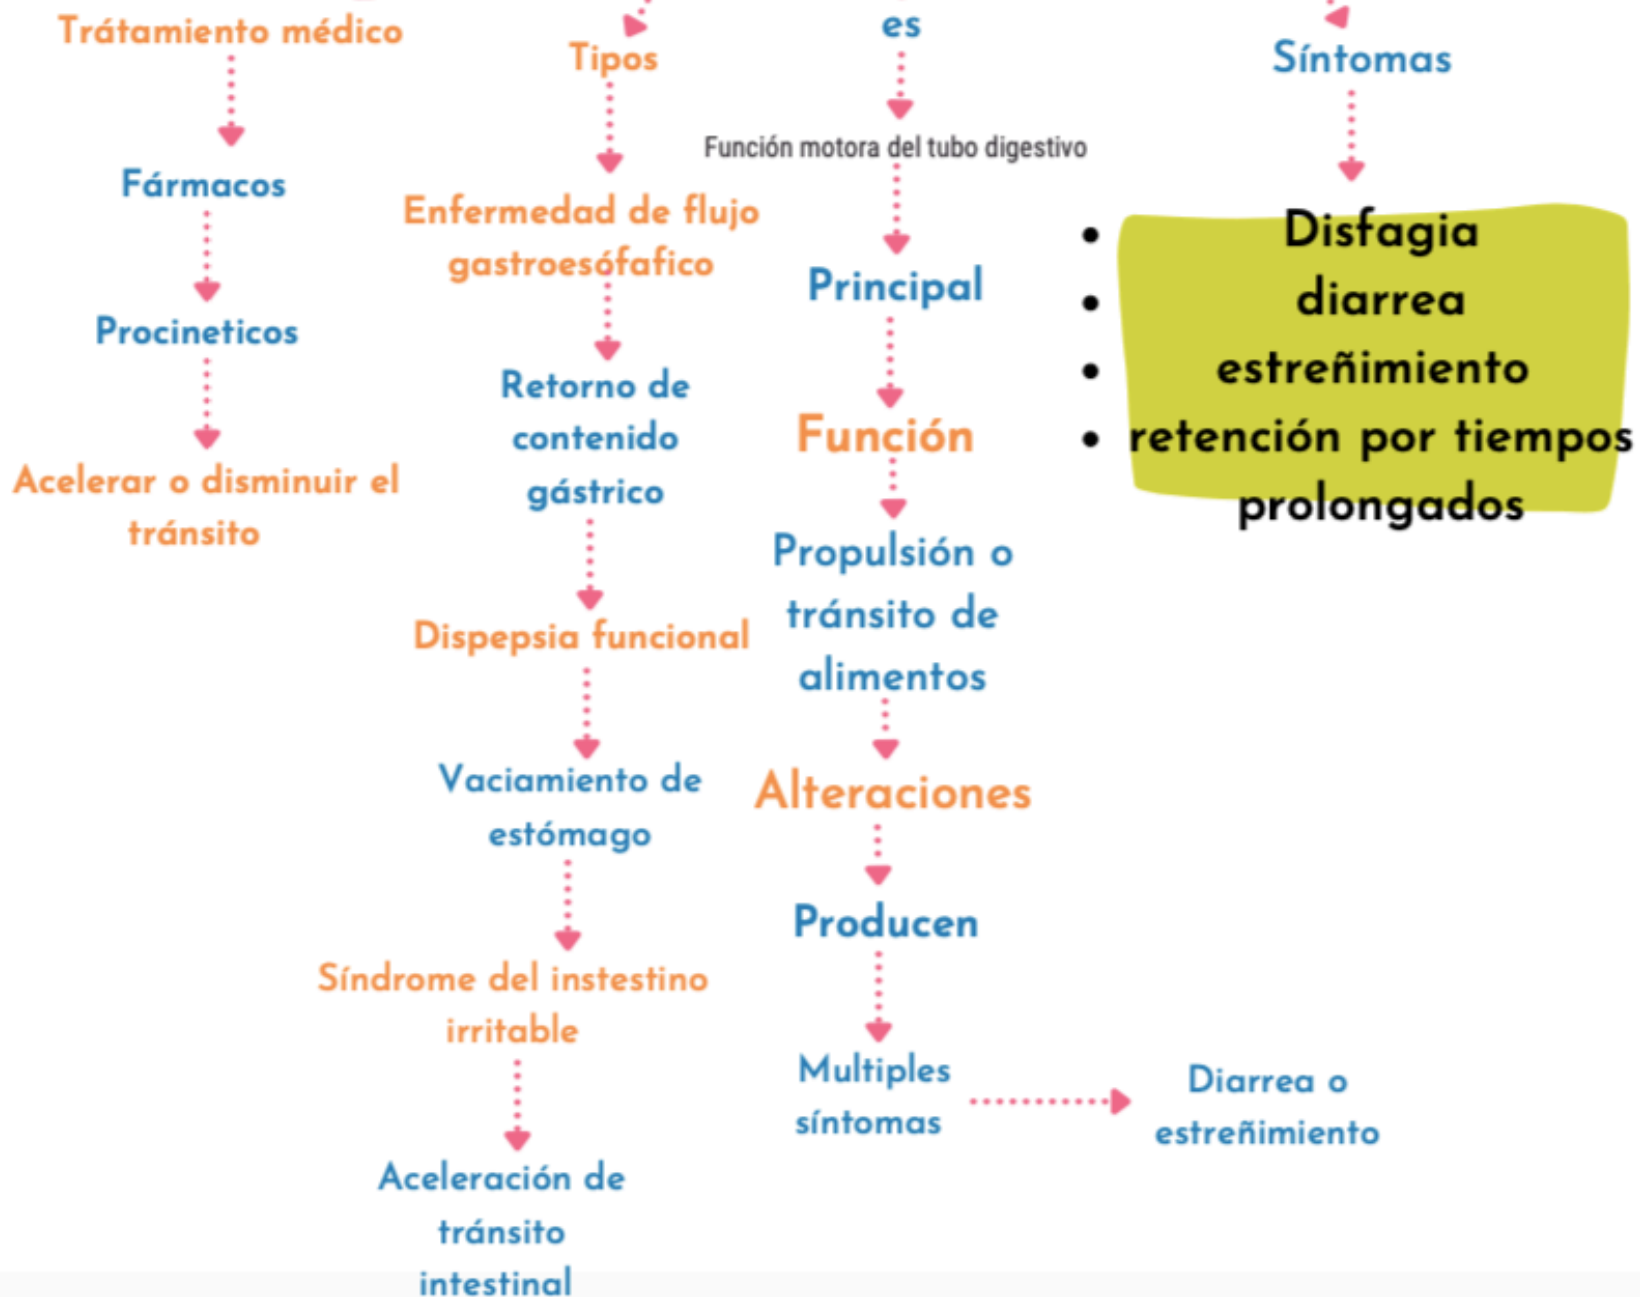 Trátamiento médico
Fármacos
Procineticos
Acelerar o disminuir el
tránsito
Tipos
Enfermedad de flujo
gastroesófafico
Retorno de
contenido
gástrico
Dispepsia funcional
Vaciamiento de
estómago
Síndrome del instestino
irritable
Aceleración de
tránsito
intestinal
es
Función motora del tubo digestivo
Principal
Función
Propulsión o
tránsito de
alimentos
Alteraciones
Producen
Multiples
síntomas
Diarrea o
estreñimiento
Síntomas
• Disfagia
• diarrea
• estreñimiento
• retención por tiempos
prolongados